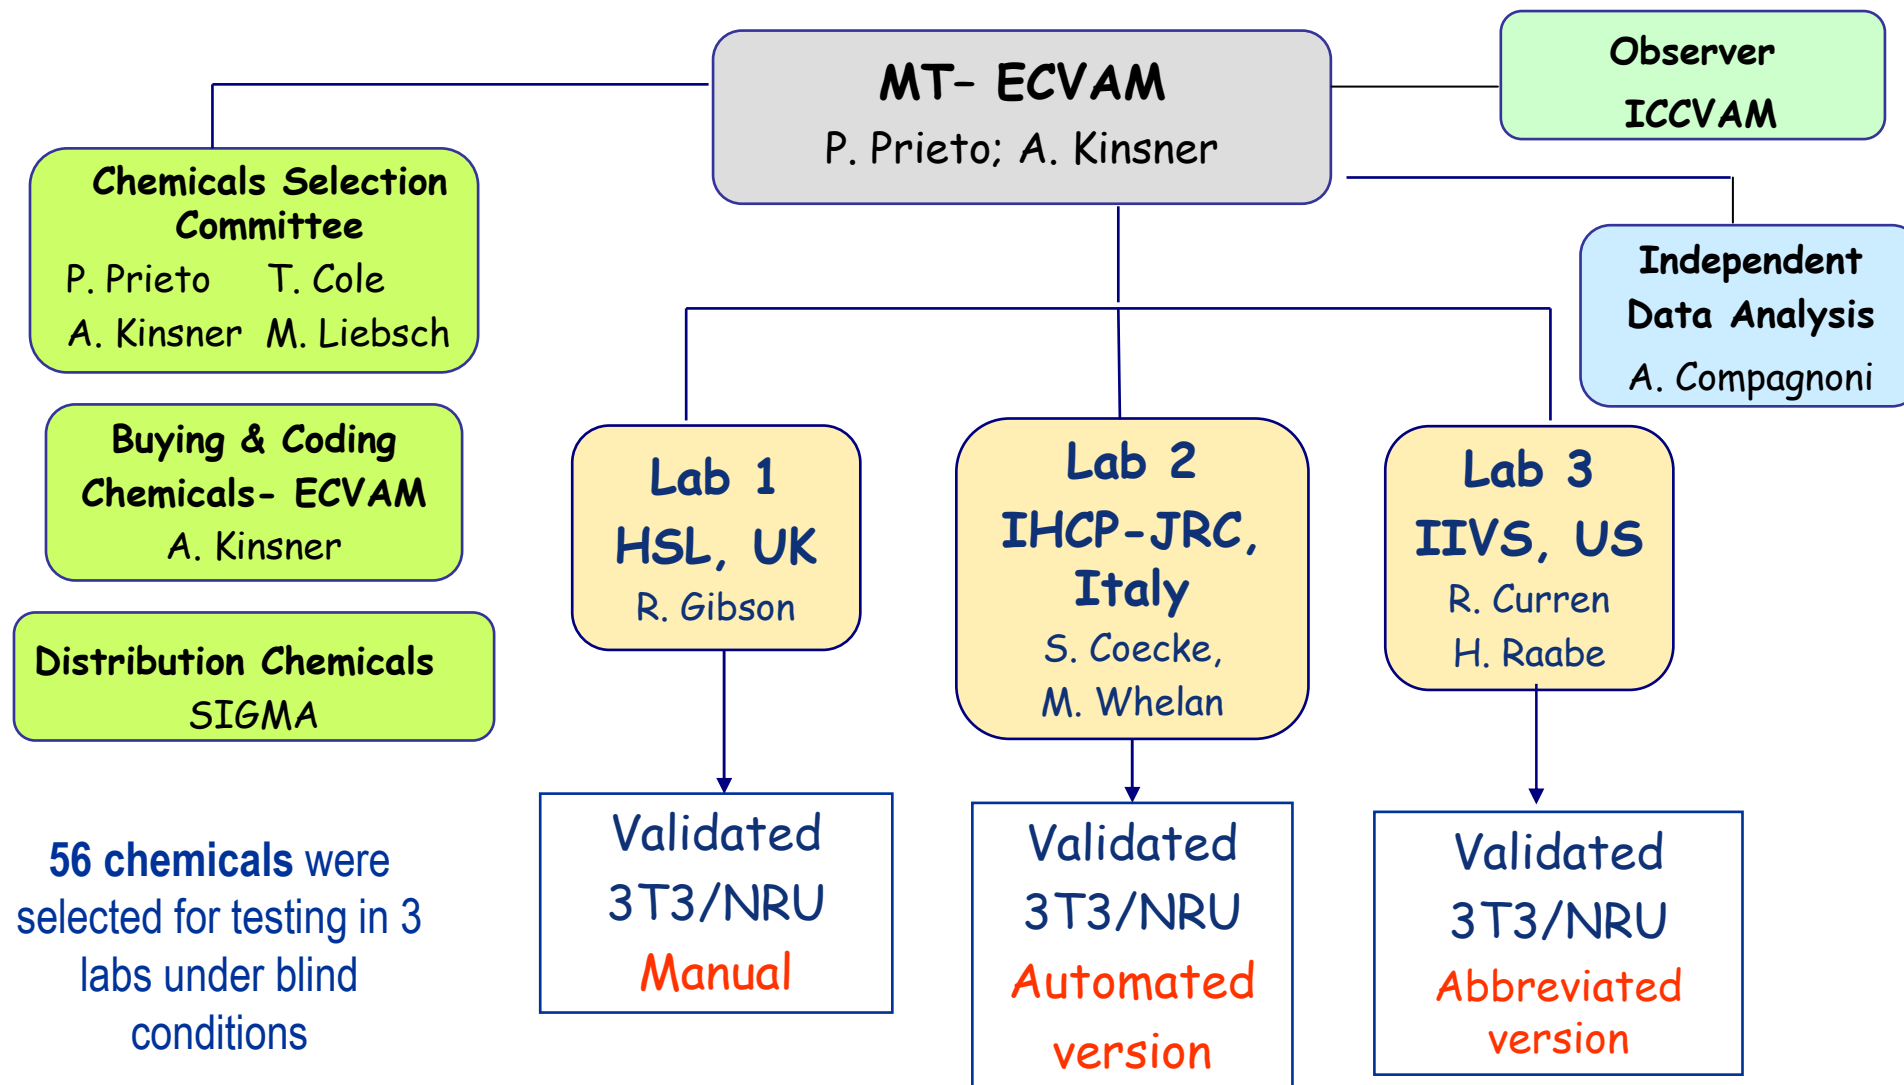 MT- ECVAM
P. Prieto; A. Kinsner
Observer
ICCVAM
Chemicals Selection
Committee
P. Prieto T. Cole
A. Kinsner M. Liebsch
Independent
Data Analysis
A. Compagnoni
Buying & Coding
Chemicals- ECVAM
A. Kinsner
Distribution Chemicals
SIGMA
Lab 1
HSL, UK
R. Gibson
Lab 2
IHCP-JRC,
Italy
S. Coecke,
M. Whelan
Lab 3
IIVS, US
R. Curren
H. Raabe
56 chemicals were
selected for testing in 3
labs under blind
conditions
Validated
3T3/NRU
Manual
Validated
3T3/NRU
Automated
version
Validated
3T3/NRU
Abbreviated
version